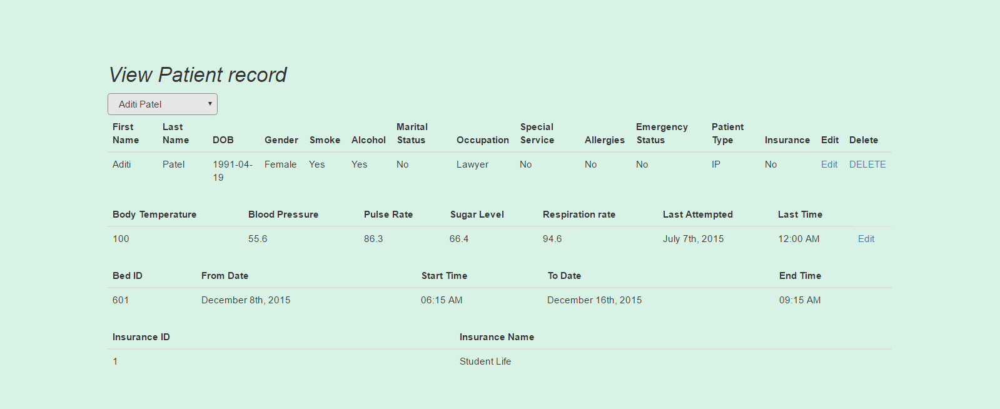 View Patient record
Aditi Patel
First Name Last Name DOB Gender Smoke Alcohol Marital Status Occupation Special Service Allergies Emergency Status Patient Type Insurance Edit Delete
Aditi Patel 1991-04-19 Female Yes Yes No Lawyer No No No IP No Edit DELETE
Body Temperature Blood Pressure Pulse Rate Sugar Level Respiration rate Last Attempted Last Time
100 55.6 86.3 66.4 94.6 July 7th, 2015 12:00 AM Edit
Bed ID From Date Start Time To Date End Time
601 December 8th, 2015 06:15 AM December 16th, 2015 09:15 AM
Insurance ID Insurance Name
1 Student Life